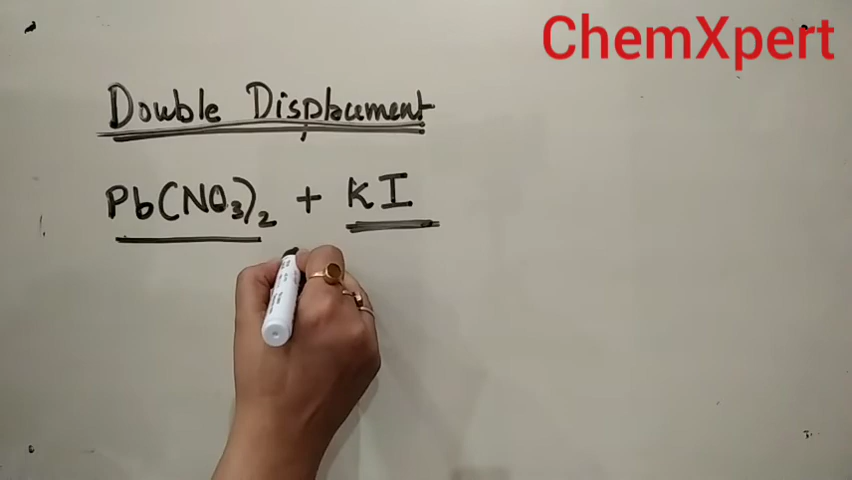 ChemXpert
Double Displacement
Pb(NO₃)₂ + KI